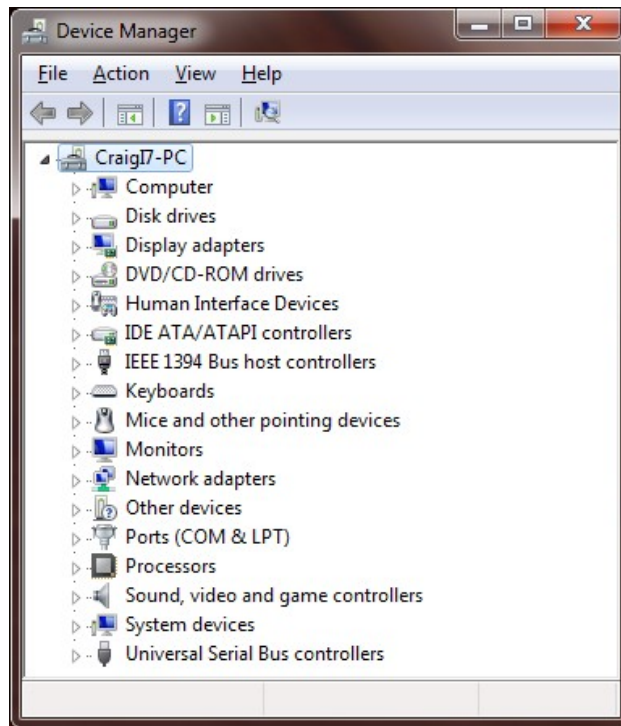 Device Manager
File Action View Help
CraigI7-PC
Computer
Disk drives
Display adapters
DVD/CD-ROM drives
Human Interface Devices
IDE ATA/ATAPI controllers
IEEE 1394 Bus host controllers
Keyboards
Mice and other pointing devices
Monitors
Network adapters
Other devices
Ports (COM & LPT)
Processors
Sound, video and game controllers
System devices
Universal Serial Bus controllers